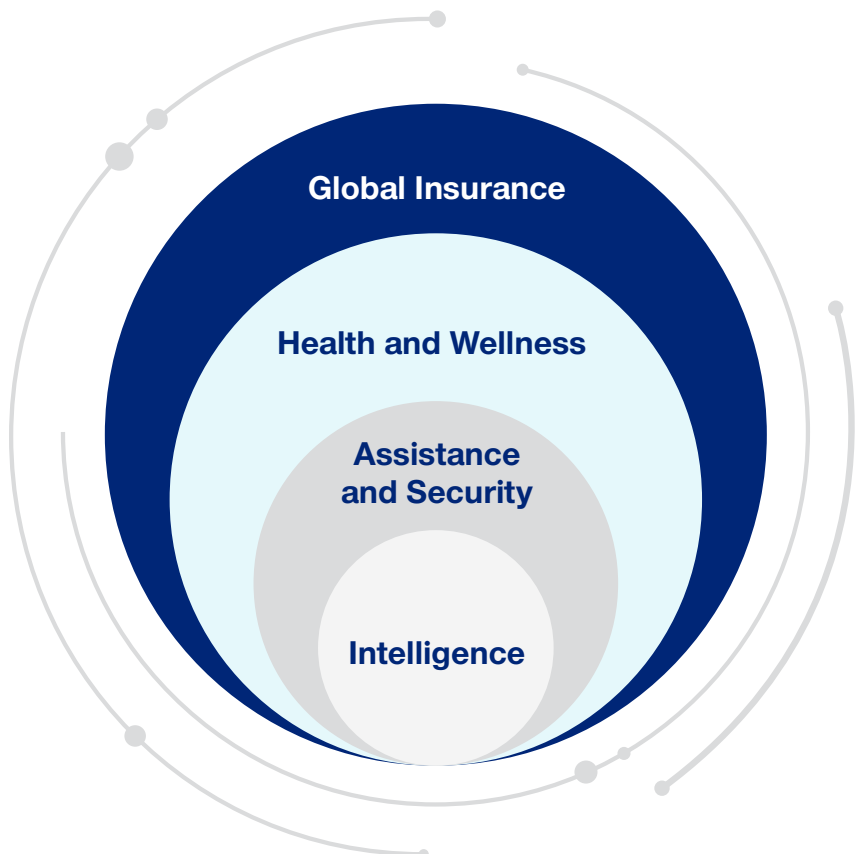 Global Insurance
Health and Wellness
Assistance
and Security
Intelligence